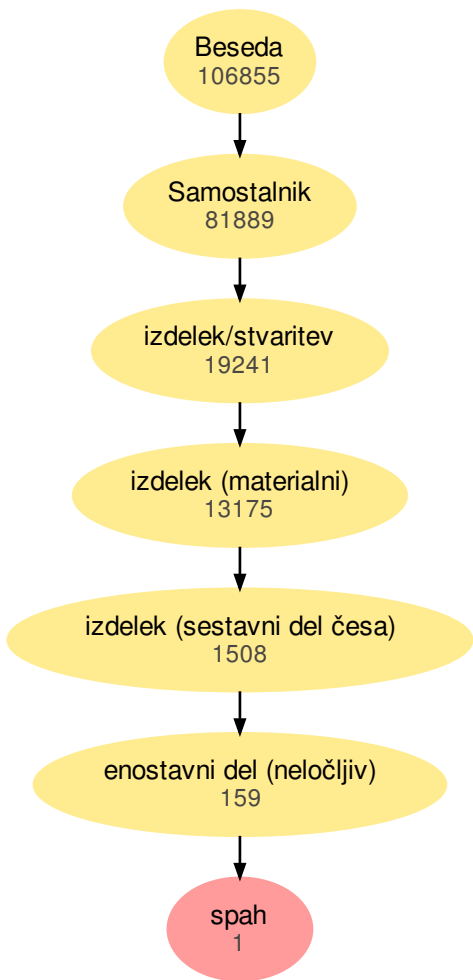 Beseda
106855
Samostalnik
81889
izdelek/stvaritev
19241
izdelek (materialni)
13175
izdelek (sestavni del česa)
1508
enostavni del (neločljiv)
159
spah
1